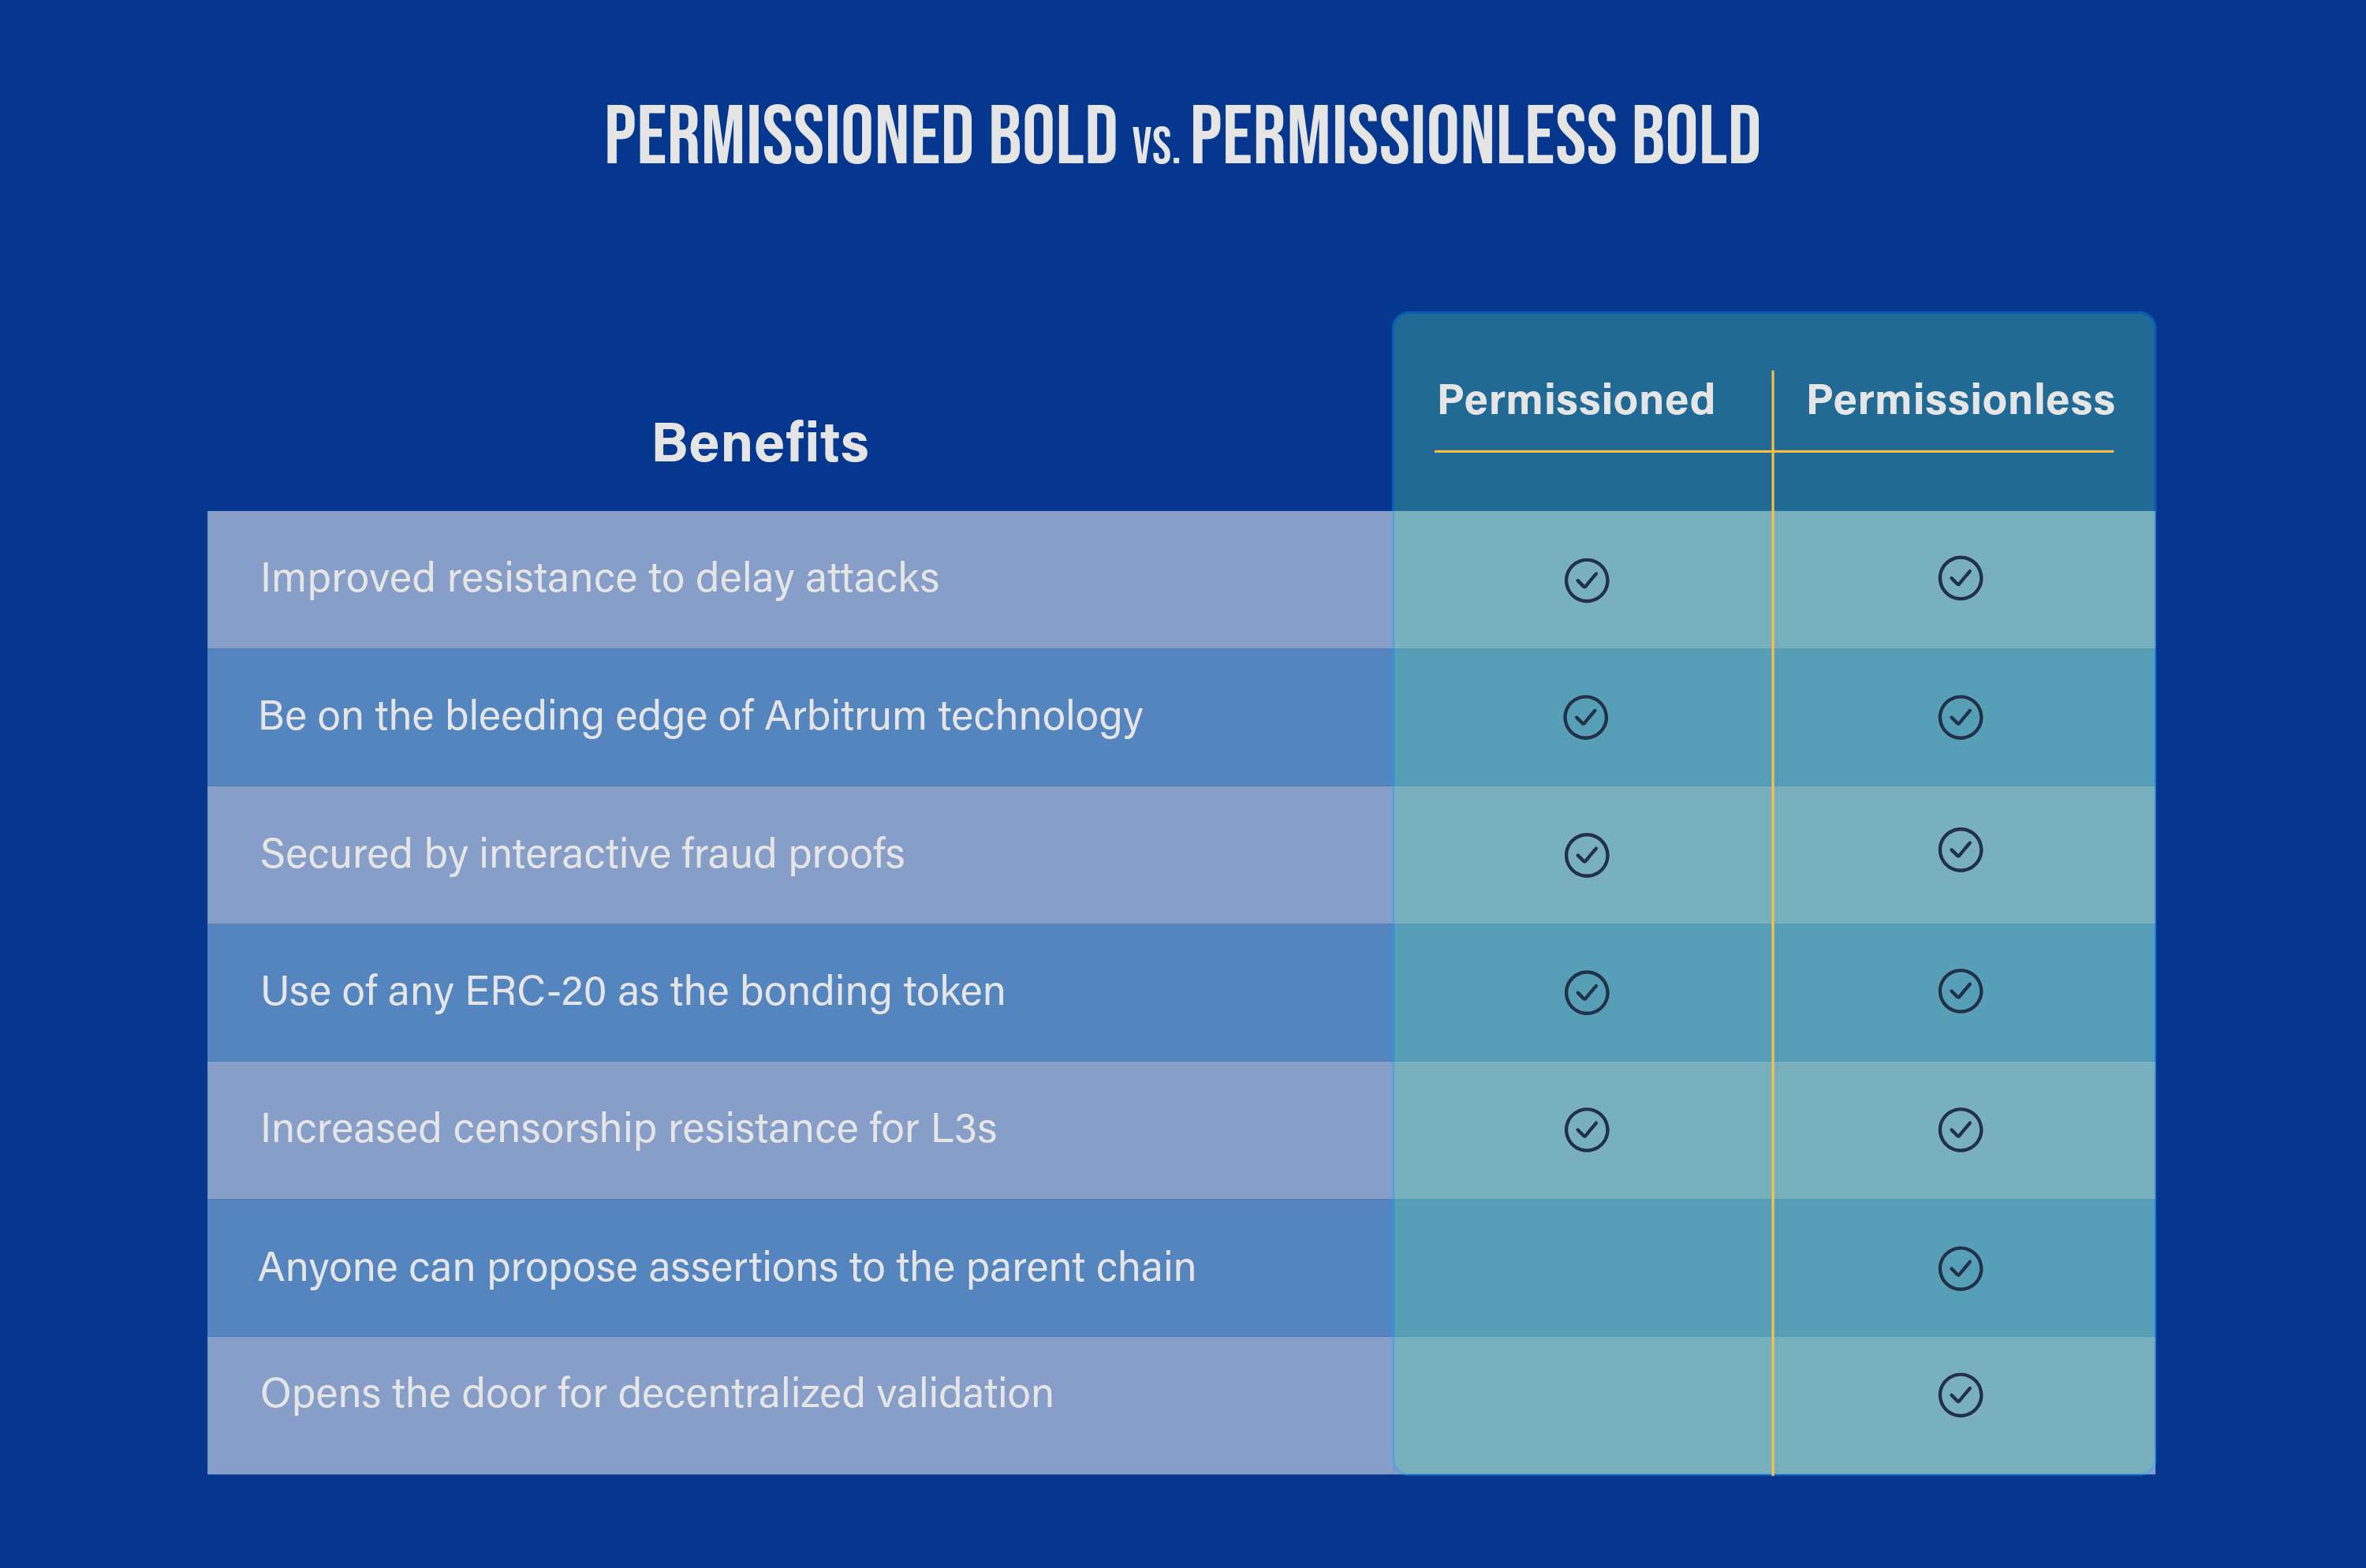 PERMISSIONED BOLD VS. PERMISSIONLESS BOLD
Benefits
Permissioned
Permissionless
Improved resistance to delay attacks
Be on the bleeding edge of Arbitrum technology
Secured by interactive fraud proofs
Use of any ERC-20 as the bonding token
Increased censorship resistance for L3s
Anyone can propose assertions to the parent chain
Opens the door for decentralized validation